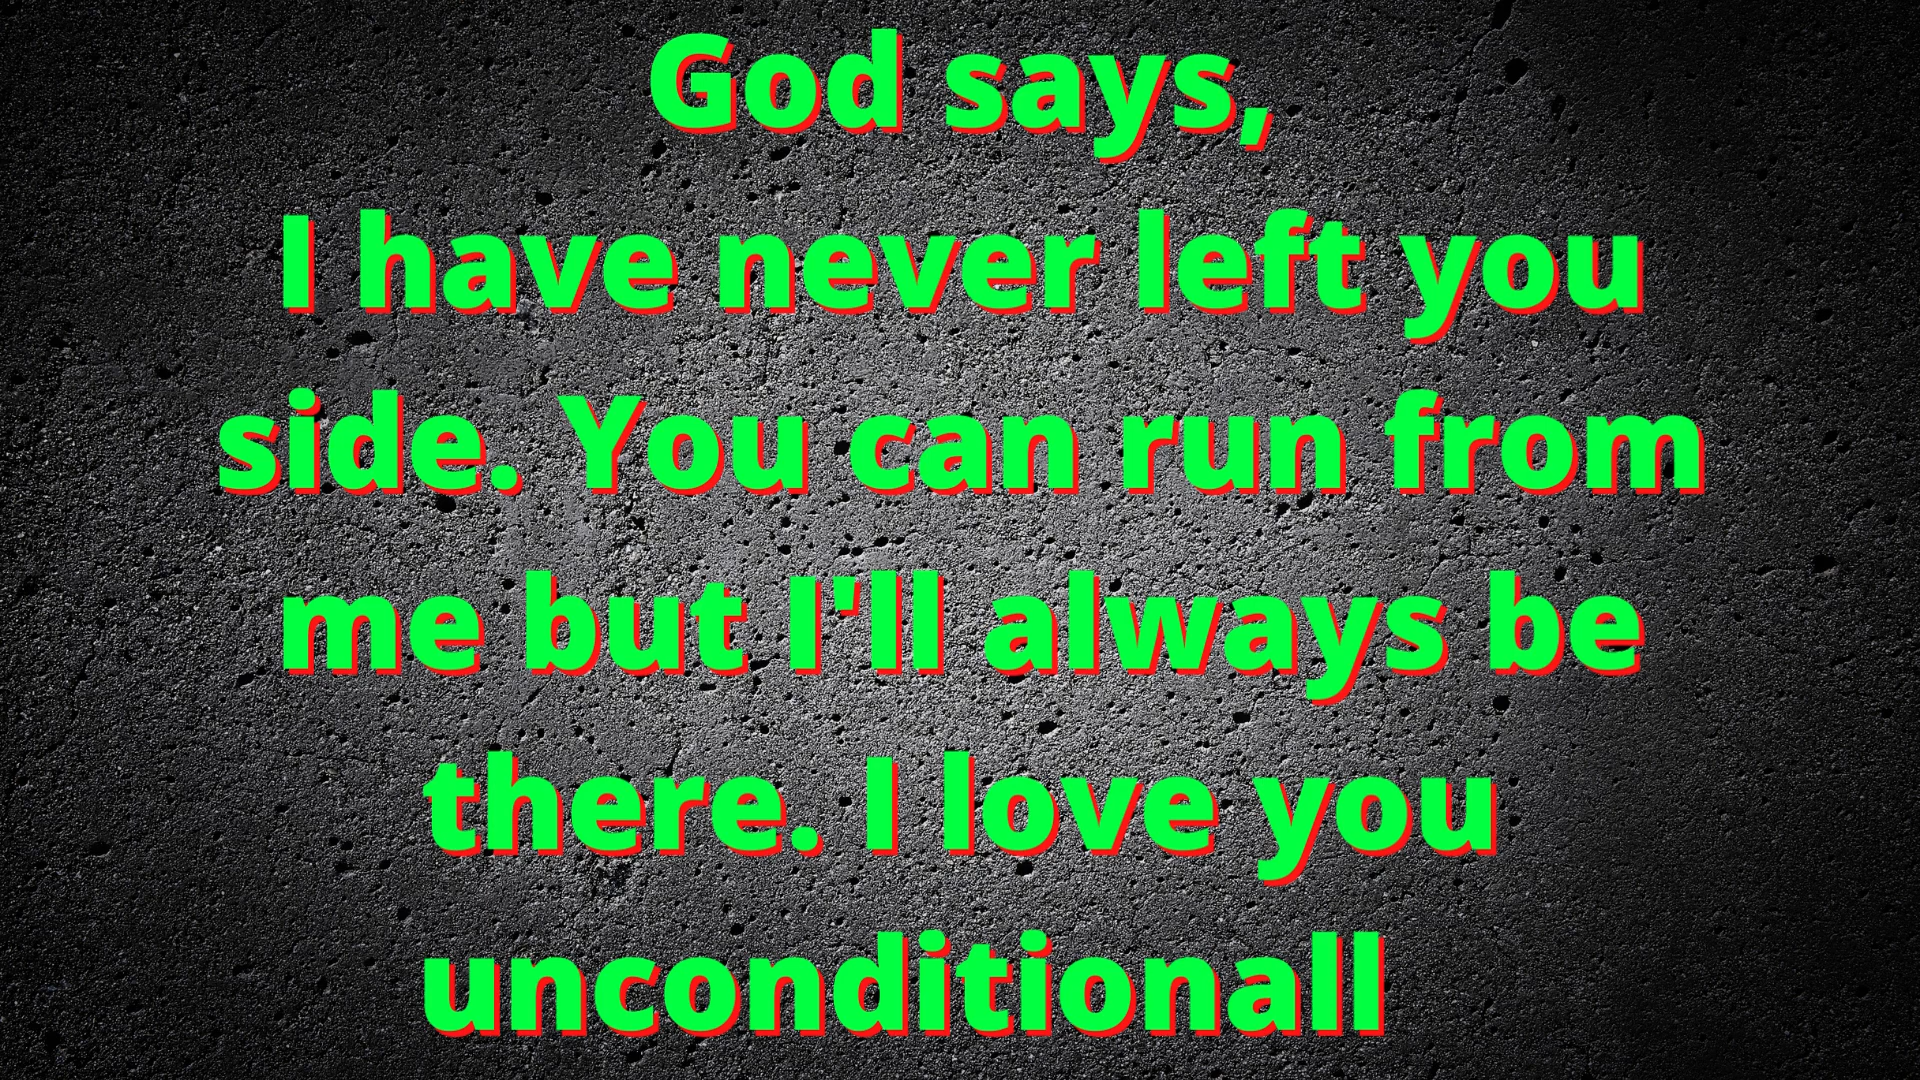 God says,
I have never left you
side. You can run from
me but I'll always be
there. I love you
unconditionall